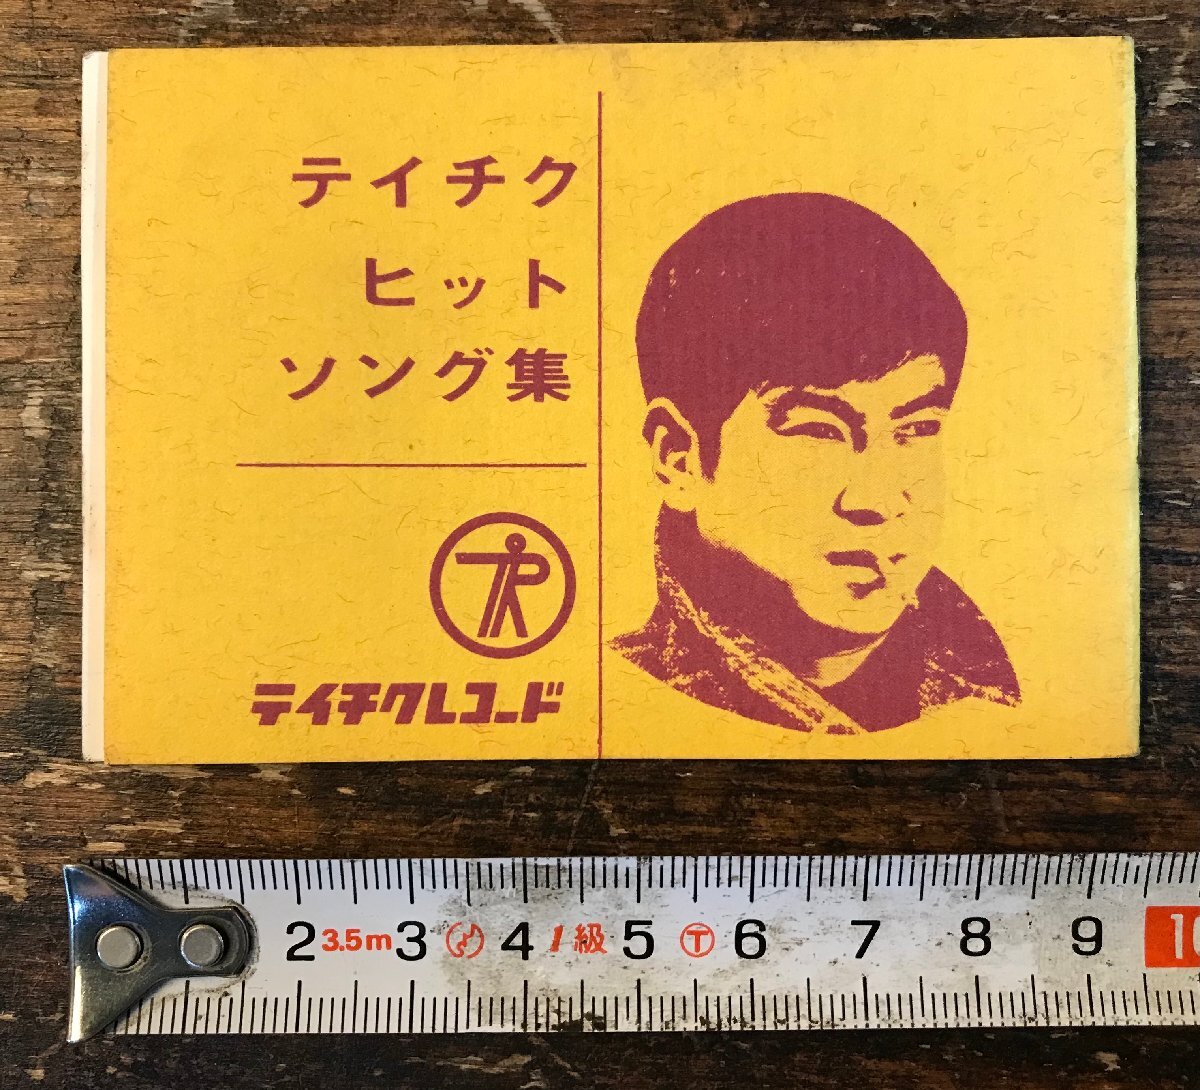 テイチク
ヒット
ソング集
テイチクレコード
2 3.5m 3 4 1級 5 T 6 7 8 9 10